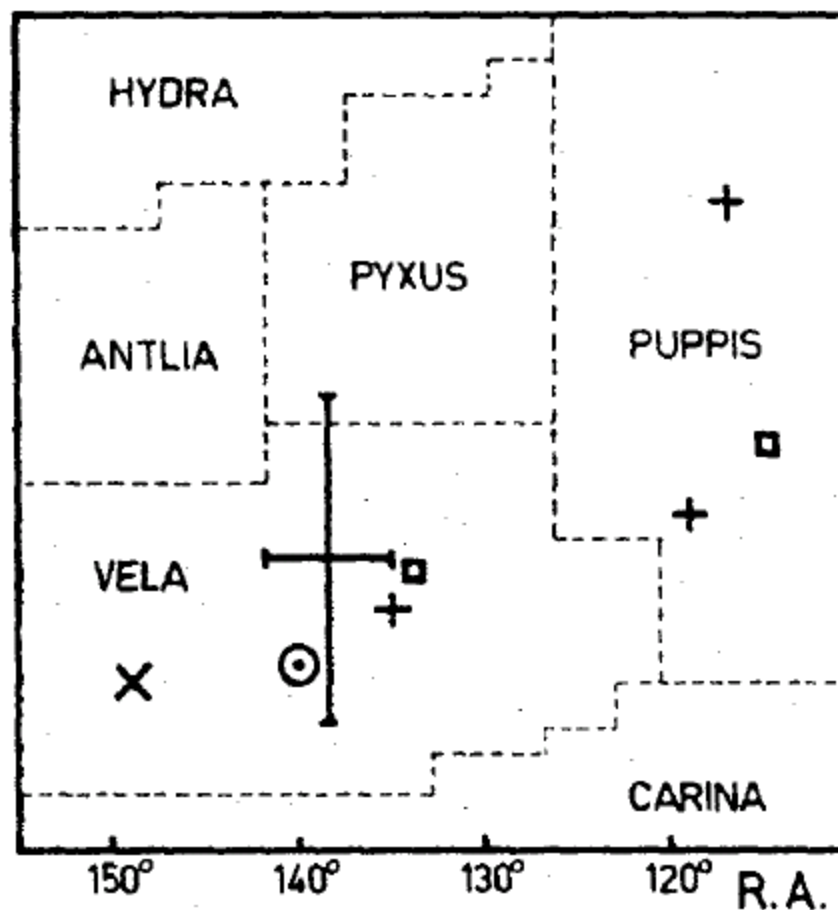 HYDRA
PYXUS
ANTLIA
PUPPIS
VELA
CARINA
150° 140° 130° 120° R.A.